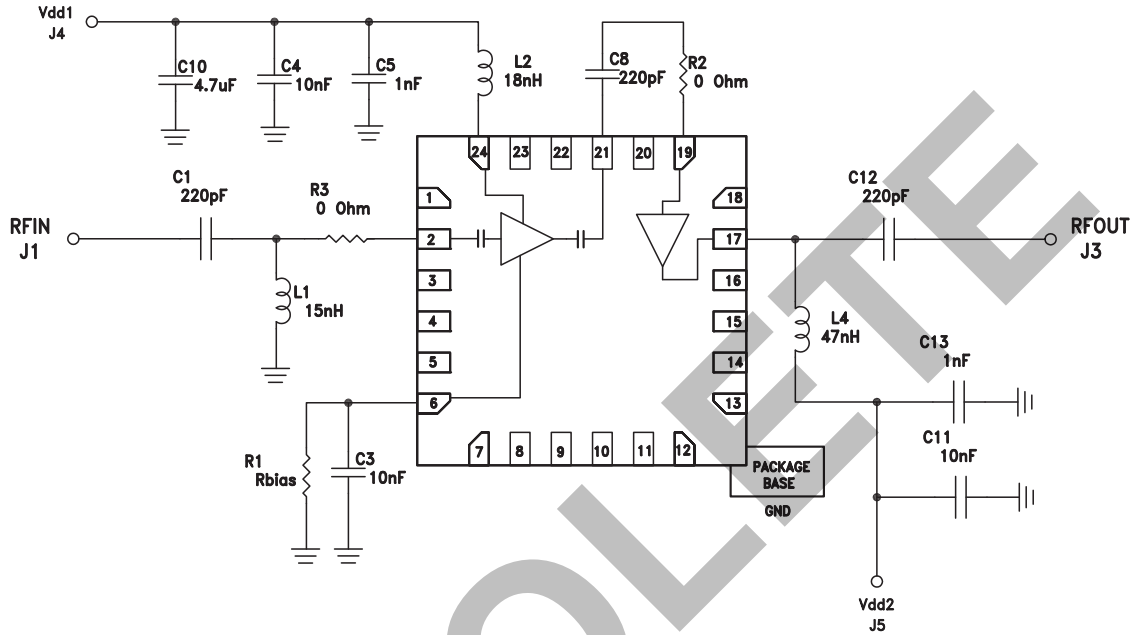 Vdd1
J4
C10
4.7uF
C4
10nF
C5
1nF
L2
18nH
C8
220pF
R2
0 Ohm
24
23
22
21
20
19
C1
220pF
R3
0 Ohm
RFIN
J1
L1
15nH
1
2
3
4
5
6
18
17
16
15
14
13
C12
220pF
RFOUT
J3
L4
47nH
C13
1nF
C11
10nF
R1
Rbias
C3
10nF
7
8
9
10
11
12
PACKAGE
BASE
GND
Vdd2
J5
OLETE